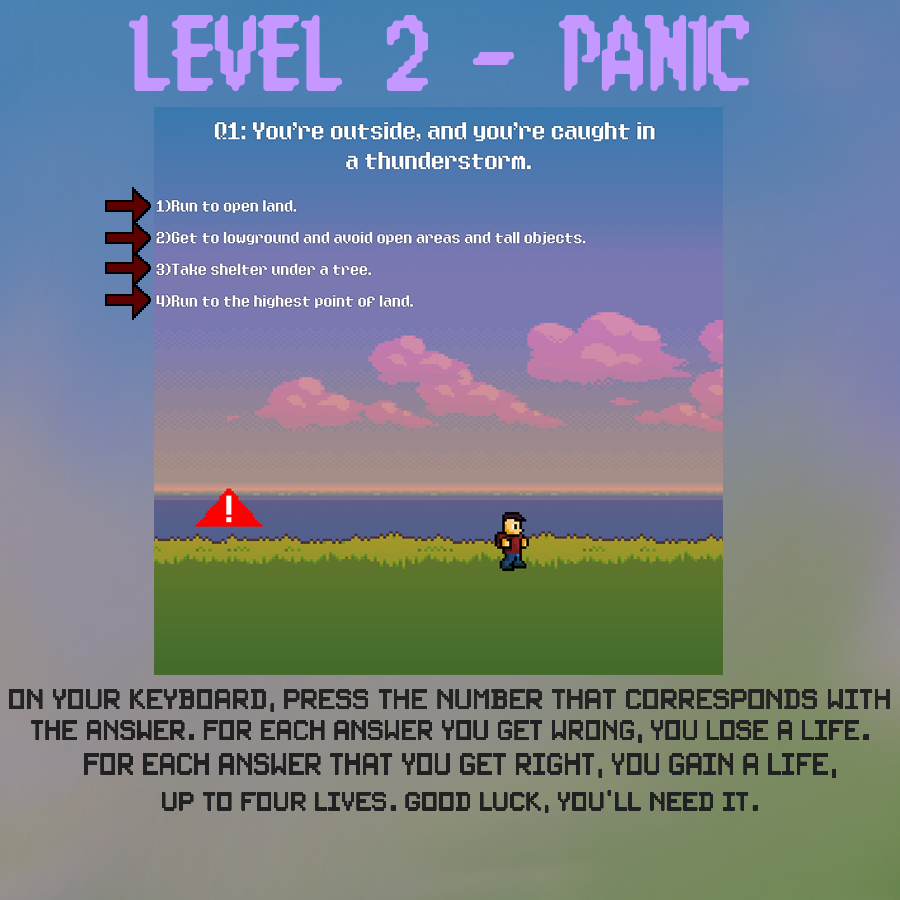 LEVEL 2 - PANIC
Q1: You're outside, and you're caught in
a thunderstorm.
1)Run to open land.
2)Get to lowground and avoid open areas and tall objects.
3)Take shelter under a tree.
4)Run to the highest point of land.
!
ON YOUR KEYBOARD, PRESS THE NUMBER THAT CORRESPONDS WITH
THE ANSWER. FOR EACH ANSWER YOU GET WRONG, YOU LOSE A LIFE.
FOR EACH ANSWER THAT YOU GET RIGHT, YOU GAIN A LIFE,
UP TO FOUR LIVES. GOOD LUCK, YOU'LL NEED IT.